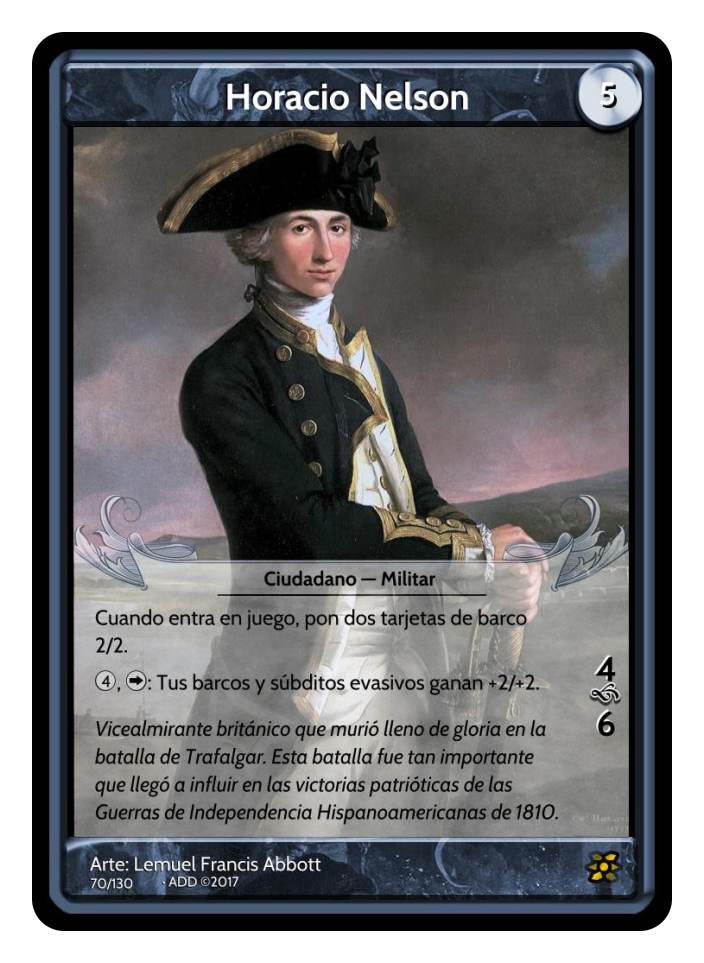 Horacio Nelson
5
Ciudadano — Militar
Cuando entra en juego, pon dos tarjetas de barco
2/2.
4, ➡: Tus barcos y súbditos evasivos ganan +2/+2.
4
6
Vicealmirante británico que murió lleno de gloria en la
batalla de Trafalgar. Esta batalla fue tan importante
que llegó a influir en las victorias patrióticas de las
Guerras de Independencia Hispanoamericanas de 1810.
Arte: Lemuel Francis Abbott
70/130 · ADD ©2017